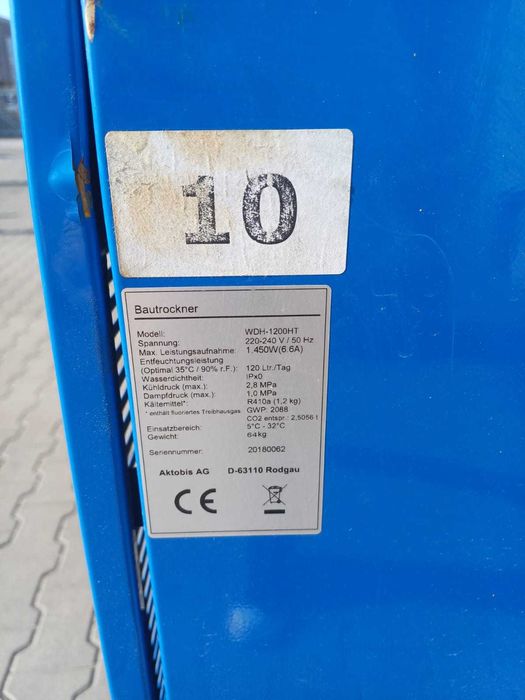 10
Bautrockner
Modell: WDH-1200HT
Spannung: 220-240 V / 50 Hz
Max. Leistungsaufnahme: 1.450W(6.6A)
Entfeuchtungsleistung
(Optimal 35°C / 90% r.F.): 120 Ltr./Tag
Wasserdichtheit: IPx0
Kühldruck (max.): 2,8 MPa
Dampfdruck (max.): 1,0 MPa
Kältemittel*: R410a (1,2 kg)
* enthält fluoriertes Treibhausgas GWP: 2088
CO2 entspr.: 2,5056 t
Einsatzbereich: 5°C - 32°C
Gewicht: 64kg
Seriennummer: 20180062
Aktobis AG D-63110 Rodgau
CE